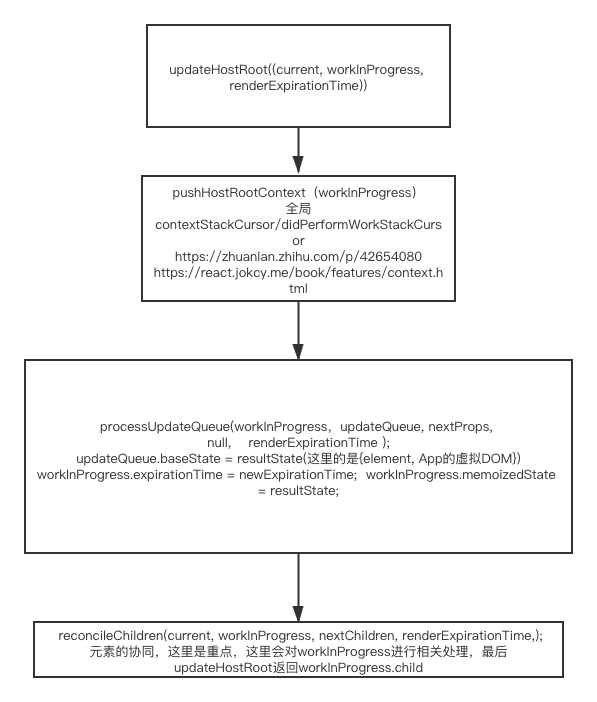 updateHostRoot((current, workInProgress,
renderExpirationTime))
pushHostRootContext（workInProgress）
全局
contextStackCursor/didPerformWorkStackCurs
or
https://zhuanlan.zhihu.com/p/42654080
https://react.jokcy.me/book/features/context.h
tml
processUpdateQueue(workInProgress，updateQueue, nextProps,
null,    renderExpirationTime );
updateQueue.baseState = resultState(这里的是{element, App的虚拟DOM})
workInProgress.expirationTime = newExpirationTime;  workInProgress.memoizedState
= resultState;
reconcileChildren(current, workInProgress, nextChildren, renderExpirationTime,);
元素的协同，这里是重点，这里会对workInProgress进行相关处理，最后
updateHostRoot返回workInProgress.child